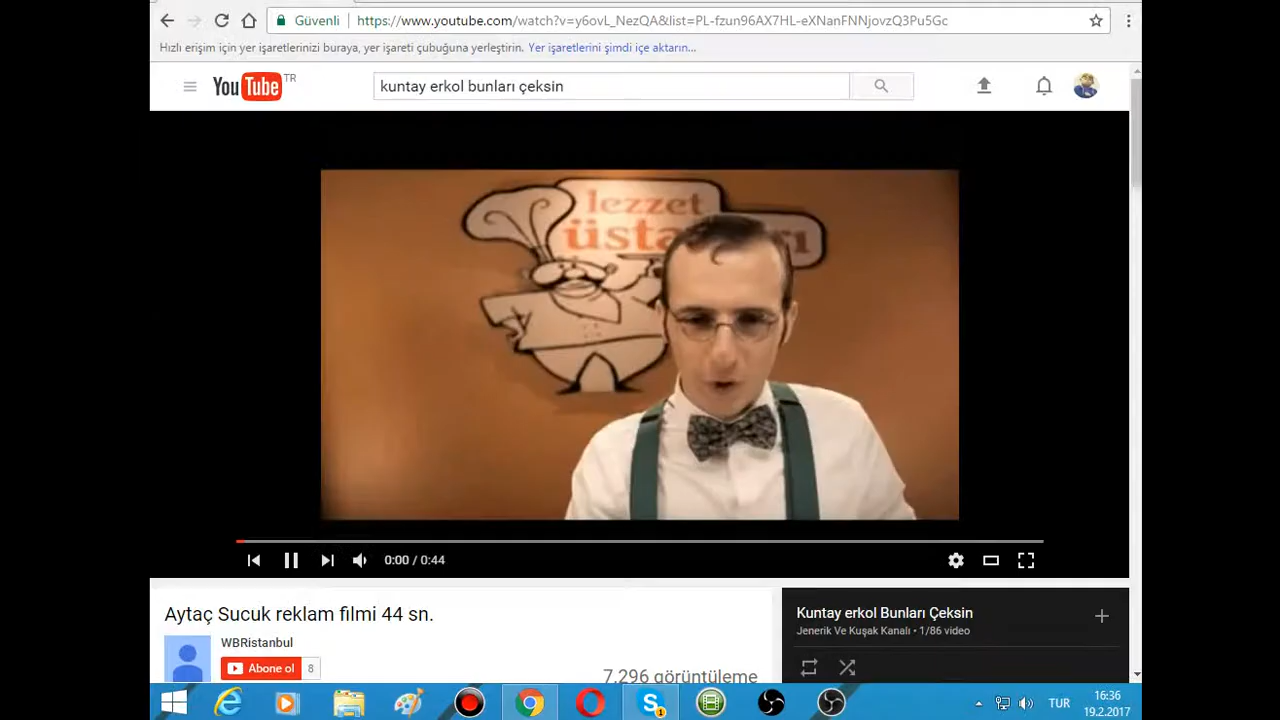 Güvenli
https://www.youtube.com/watch?v=y6ovL_NezQA&list=PL-fzun96AX7HL-eXNanFNNjovzQ3Pu5Gc
Hızlı erişim için yer işaretlerinizi buraya, yer işareti çubuğuna yerleştirin. Yer işaretlerini şimdi içe aktarın...
YouTube TR
kuntay erkol bunları çeksin
lezzet
0:00 / 0:44
Aytaç Sucuk reklam filmi 44 sn.
WBRistanbul
Abone ol 8
7.296 görüntüleme
Kuntay erkol Bunları Çeksin
Jenerik Ve Kuşak Kanalı • 1/86 video
TUR
16:36
19.2.2017